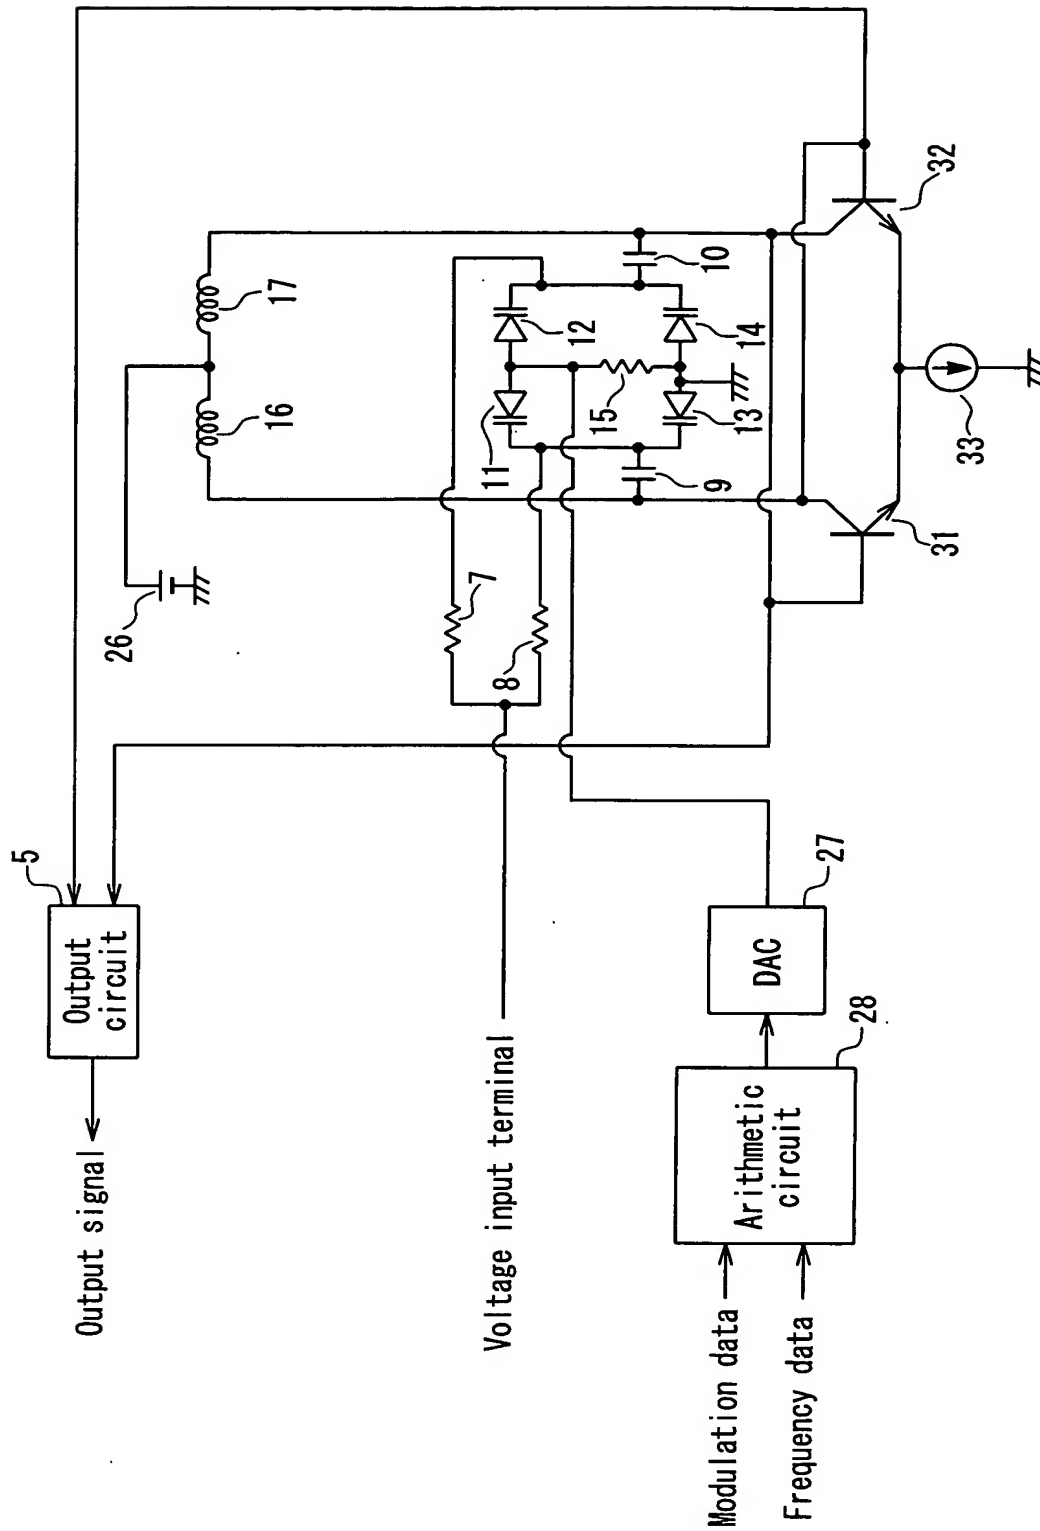 Output signal
Output
circuit
5
Voltage input terminal
Modulation data
Frequency data
Arithmetic
circuit
28
DAC
27
26
16
17
7
8
11
12
15
13
14
9
10
31
33
32